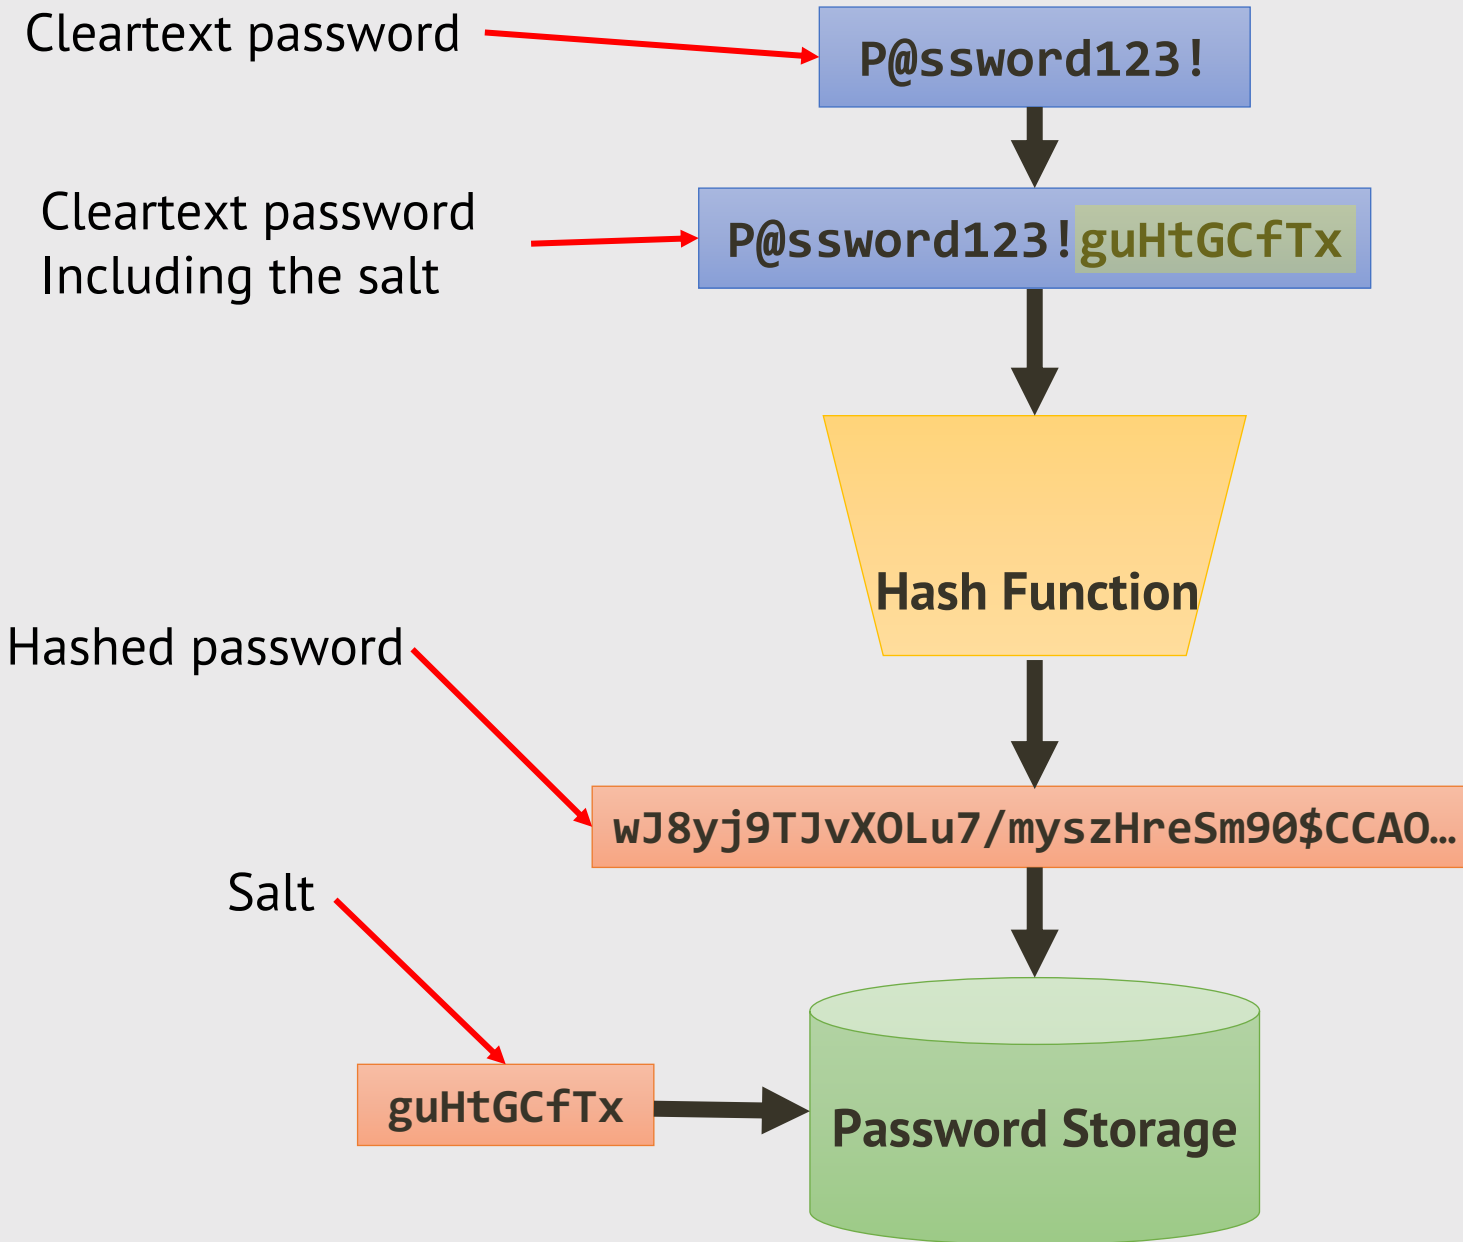 Cleartext password
P@ssword123!
Cleartext password
Including the salt
P@ssword123!guHtGCfTx
Hash Function
Hashed password
wJ8yj9TJvXOLu7/myszHreSm90$CCAO…
Salt
guHtGCfTx
Password Storage